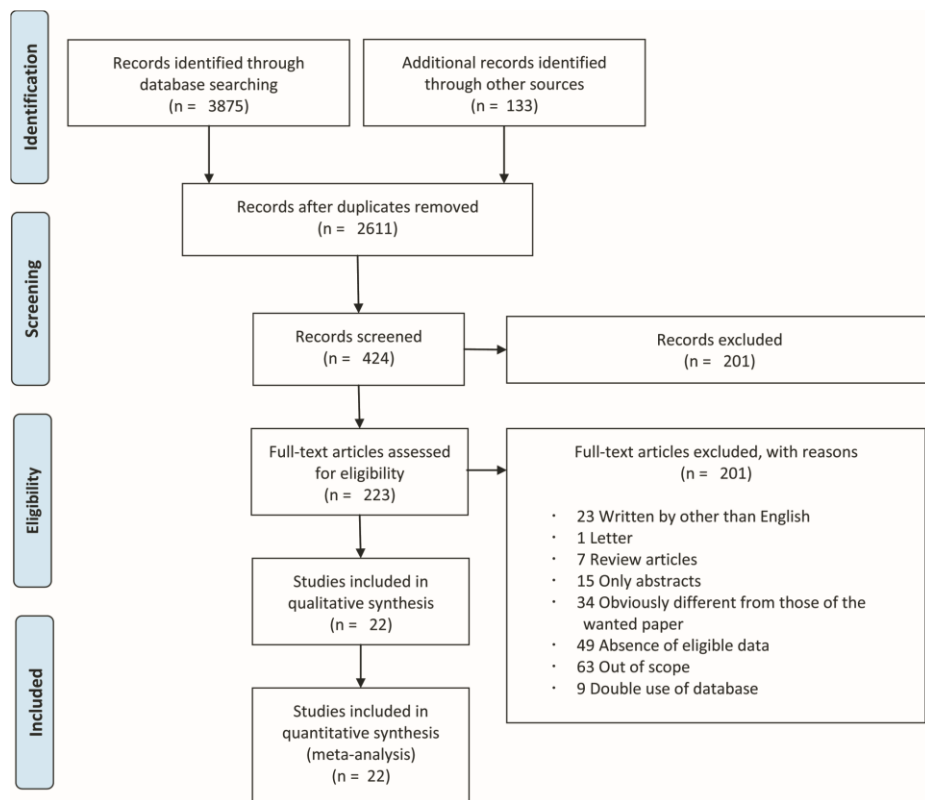 Identification
Records identified through
database searching
(n = 3875)
Additional records identified
through other sources
(n = 133)
Records after duplicates removed
(n = 2611)
Screening
Records screened
(n = 424)
Records excluded
(n = 201)
Eligibility
Full-text articles assessed
for eligibility
(n = 223)
Full-text articles excluded, with reasons
(n = 201)
· 23 Written by other than English
· 1 Letter
· 7 Review articles
· 15 Only abstracts
· 34 Obviously different from those of the
wanted paper
· 49 Absence of eligible data
· 63 Out of scope
· 9 Double use of database
Studies included in
qualitative synthesis
(n = 22)
Included
Studies included in
quantitative synthesis
(meta-analysis)
(n = 22)